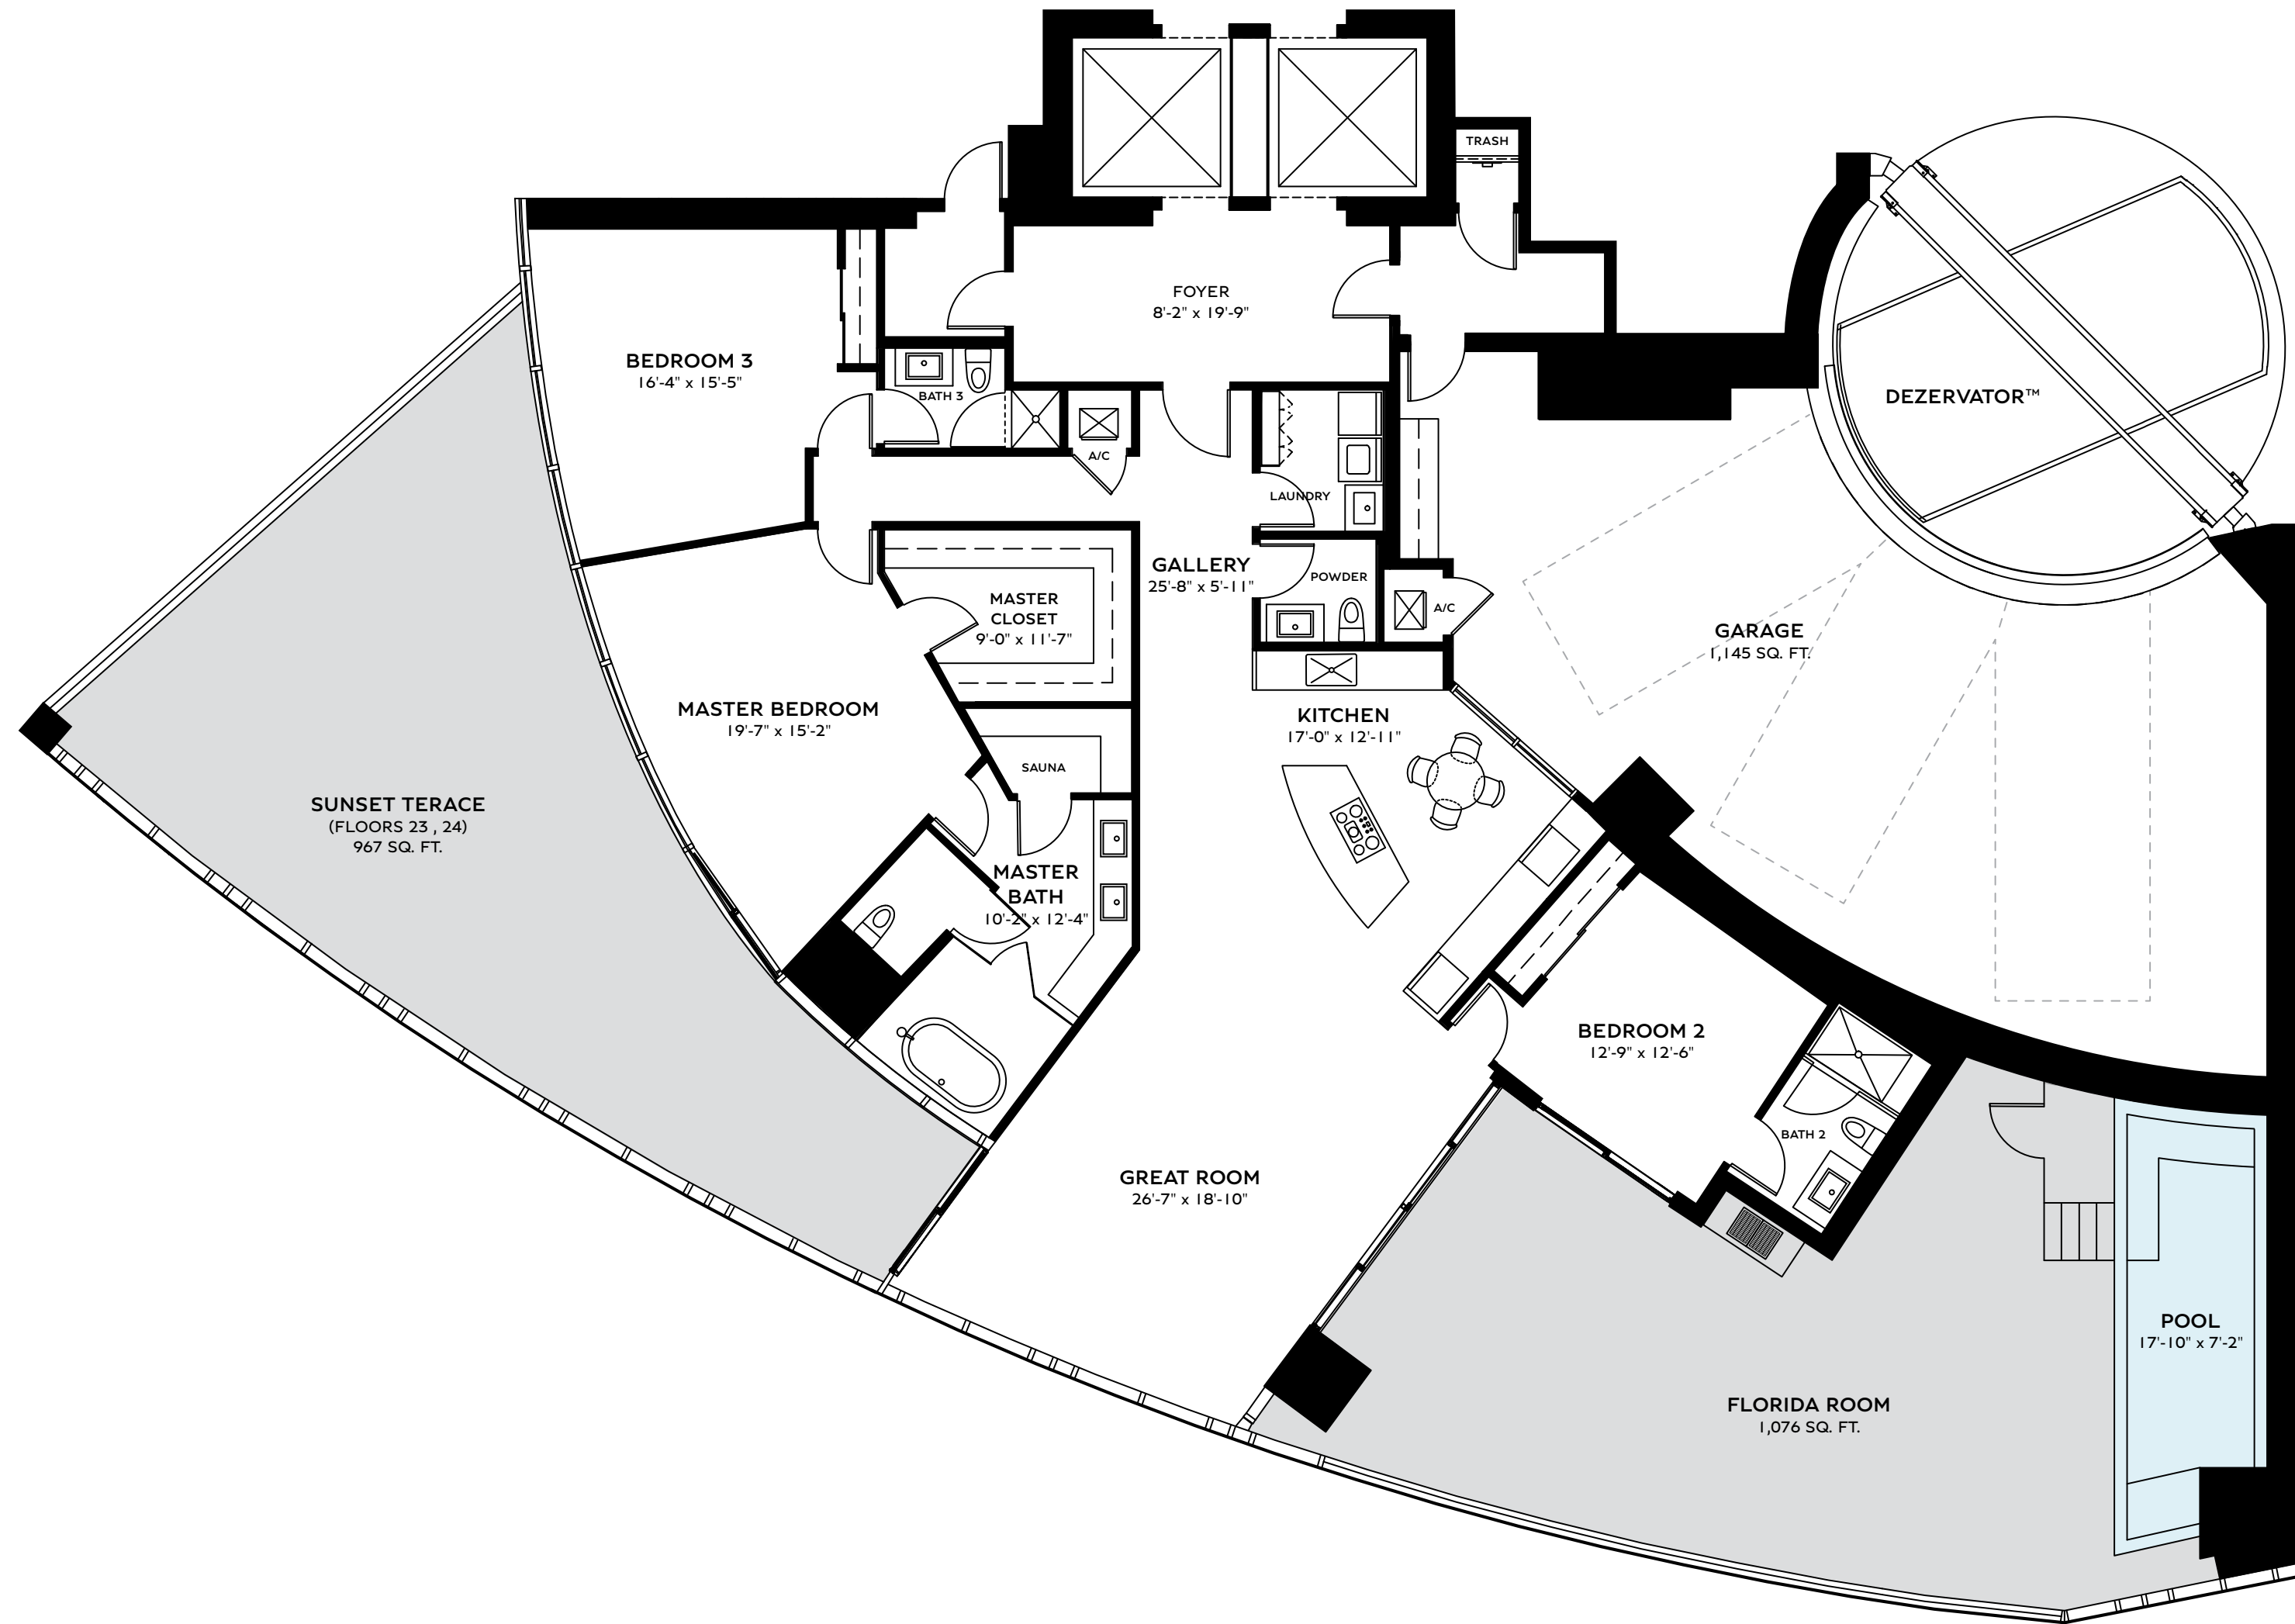 TRASH
FOYER
8'-2" x 19'-9"
BEDROOM 3
16'-4" x 15'-5"
BATH 3
DEZERVATOR™
A/C
LAUNDRY
GALLERY
25'-8" x 5'-11"
POWDER
MASTER
CLOSET
9'-0" x 11'-7"
A/C
GARAGE
1,145 SQ. FT.
MASTER BEDROOM
19'-7" x 15'-2"
KITCHEN
17'-0" x 12'-11"
SAUNA
SUNSET TERACE
(FLOORS 23 , 24)
967 SQ. FT.
MASTER
BATH
10'-2" x 12'-4"
BEDROOM 2
12'-9" x 12'-6"
BATH 2
GREAT ROOM
26'-7" x 18'-10"
POOL
17'-10" x 7'-2"
FLORIDA ROOM
1,076 SQ. FT.